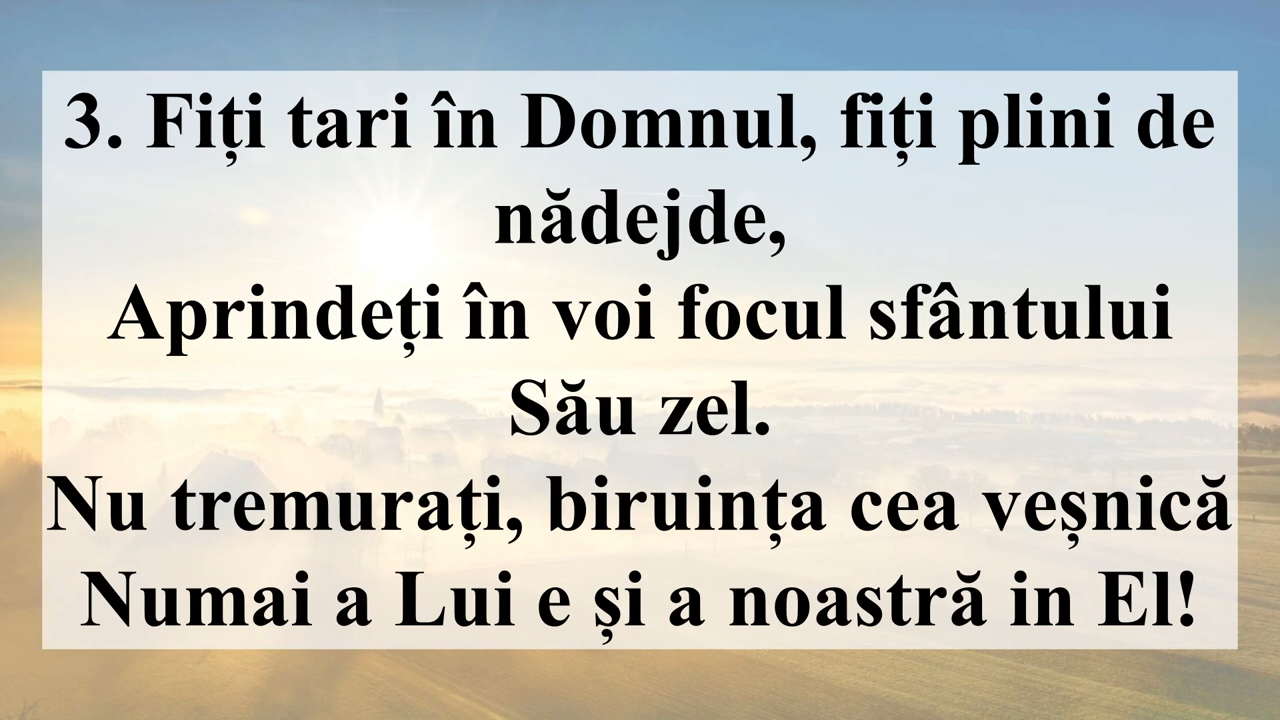 3. Fiți tari în Domnul, fiți plini de
nădejde,
Aprindeți în voi focul sfântului
Său zel.
Nu tremurați, biruința cea veșnică
Numai a Lui e și a noastră in El!